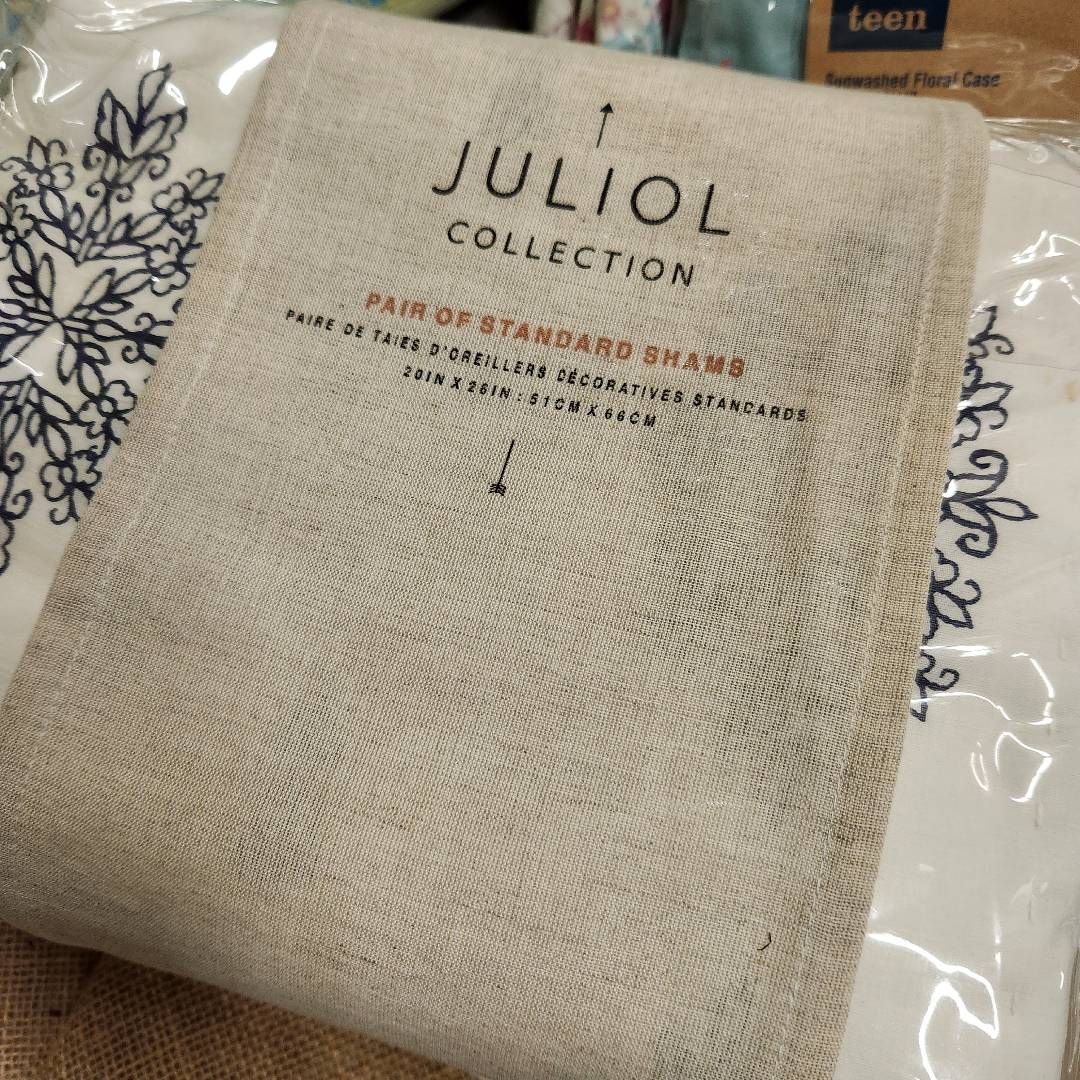 teen
Sunwashed Floral Case
JULIOL
COLLECTION
PAIR OF STANDARD SHAMS
PAIRE DE TAIES D'OREILLERS DÉCORATIVES STANDARDS
20IN X 26IN : 51CM X 66CM